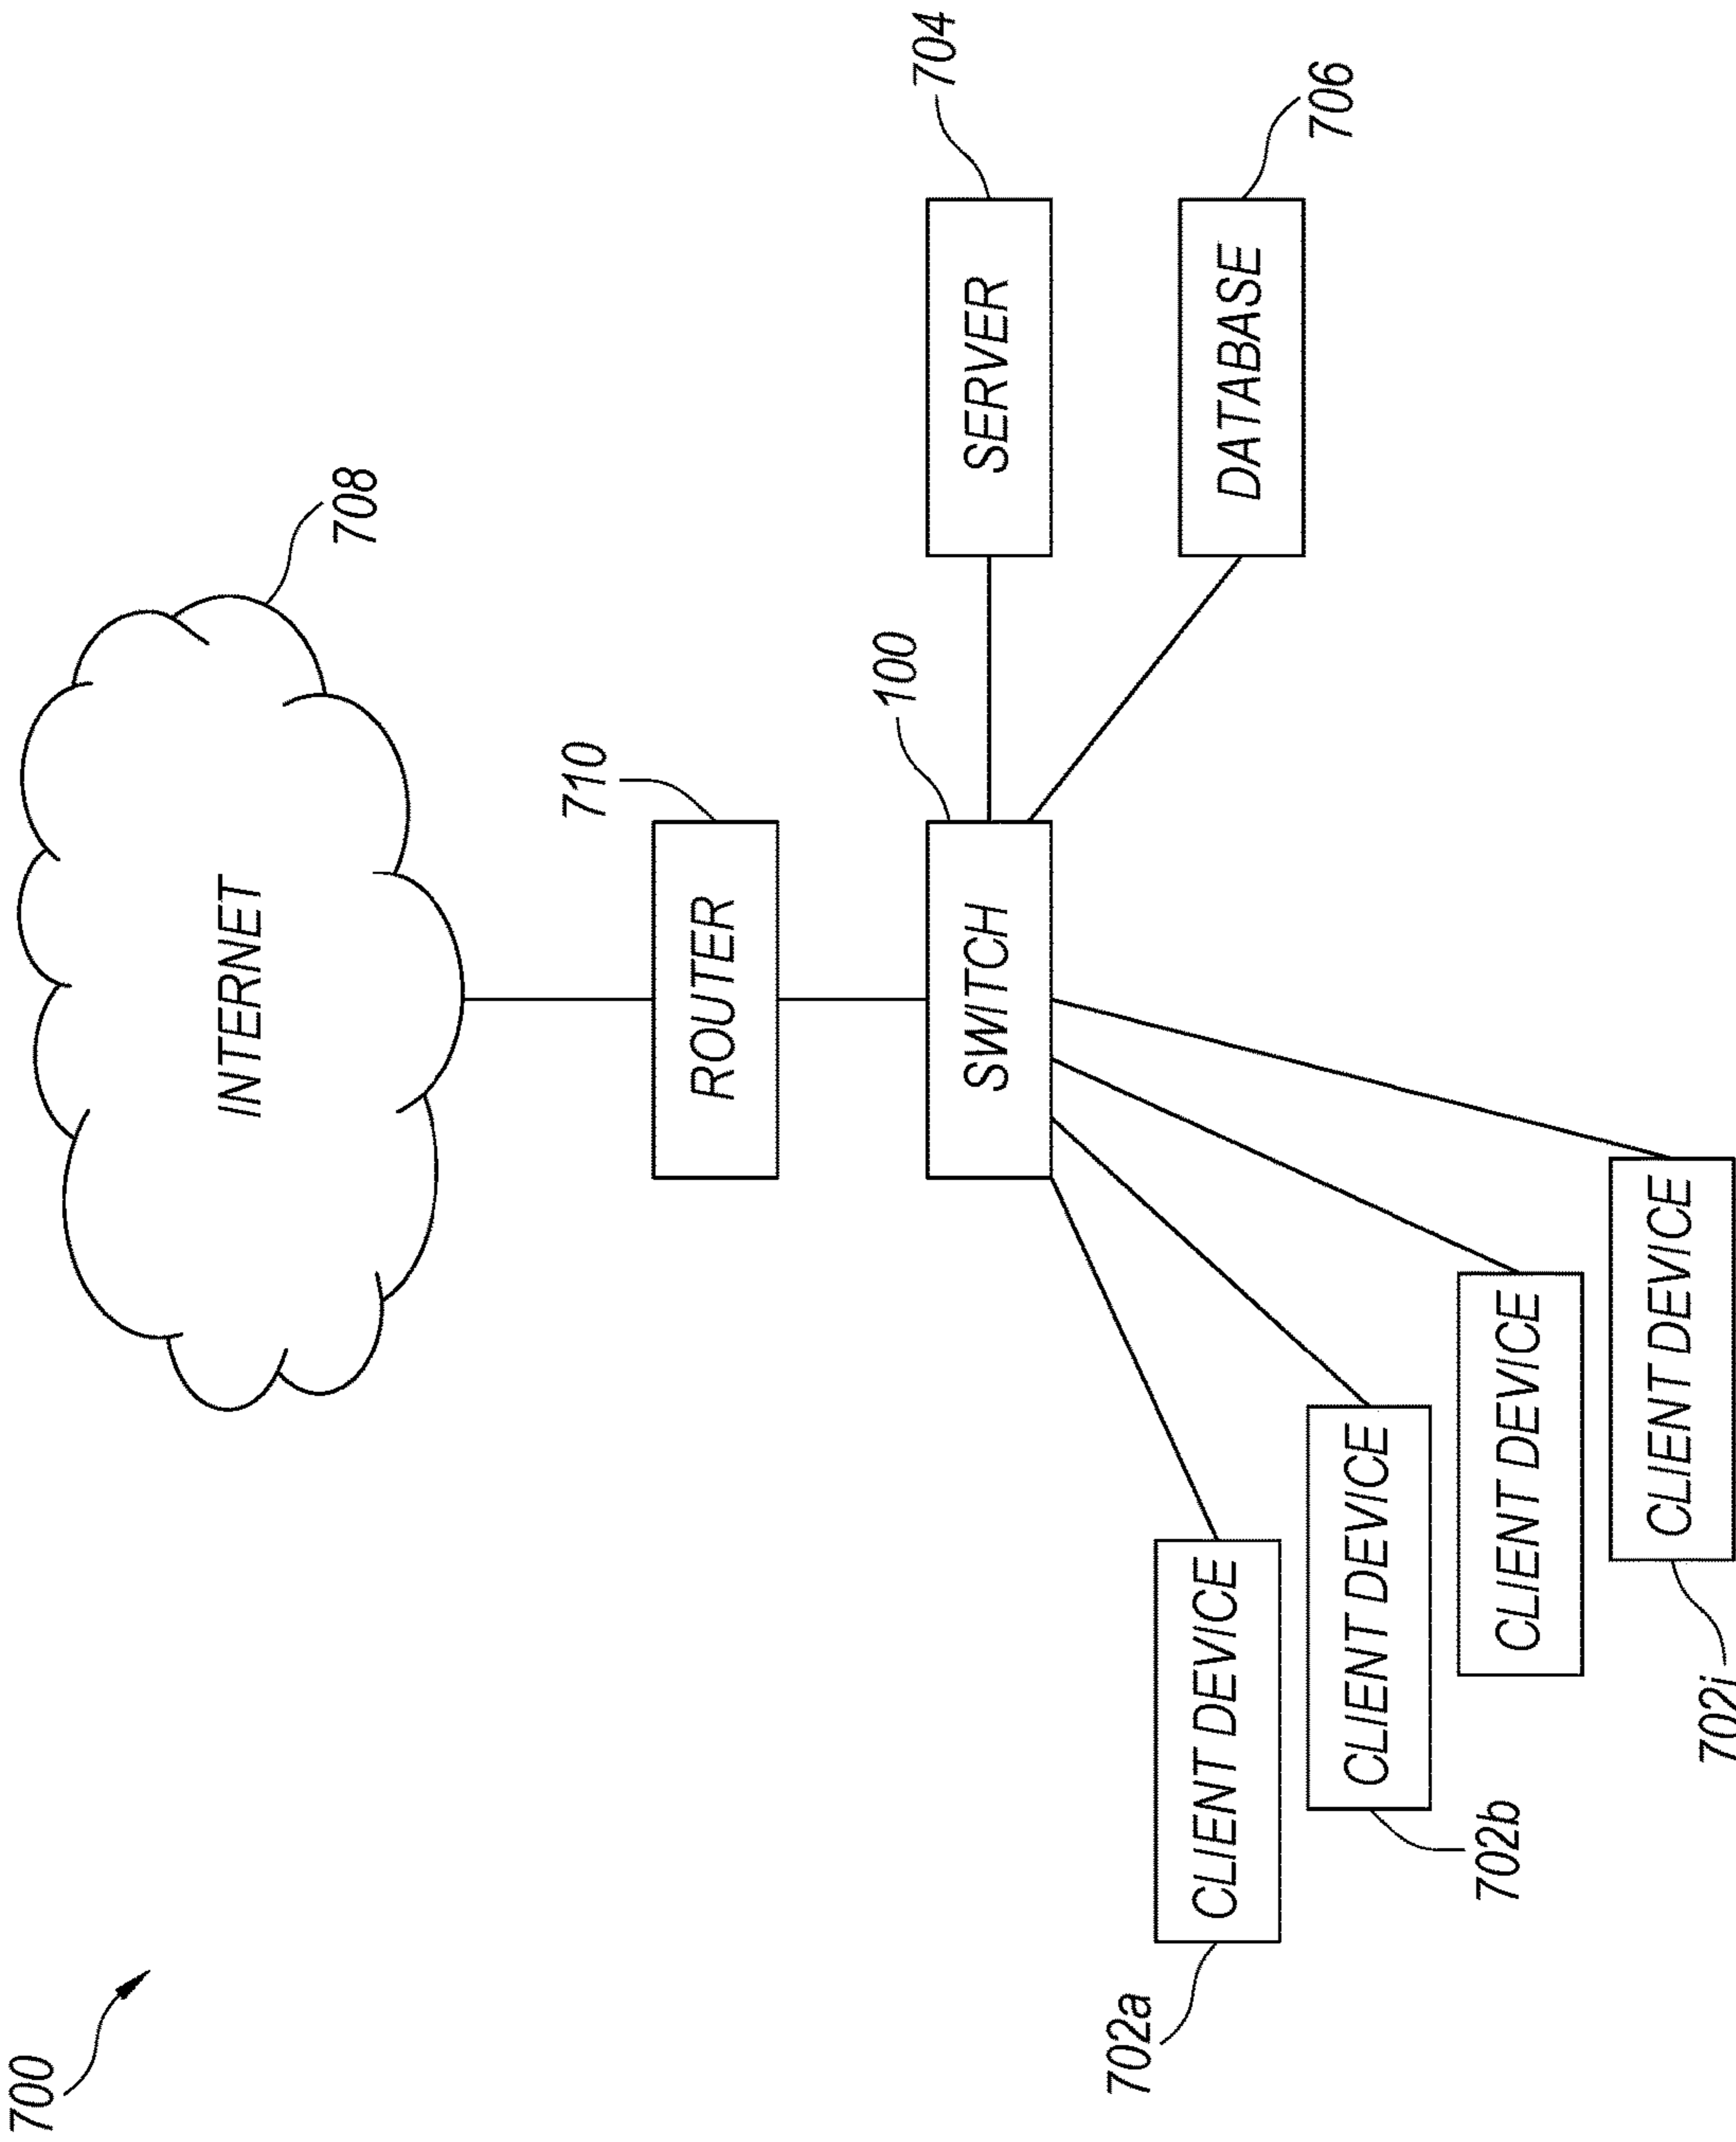 700
INTERNET
708
ROUTER
710
SWITCH
100
SERVER
704
DATABASE
706
CLIENT DEVICE
702a
CLIENT DEVICE
702b
CLIENT DEVICE
CLIENT DEVICE
702i